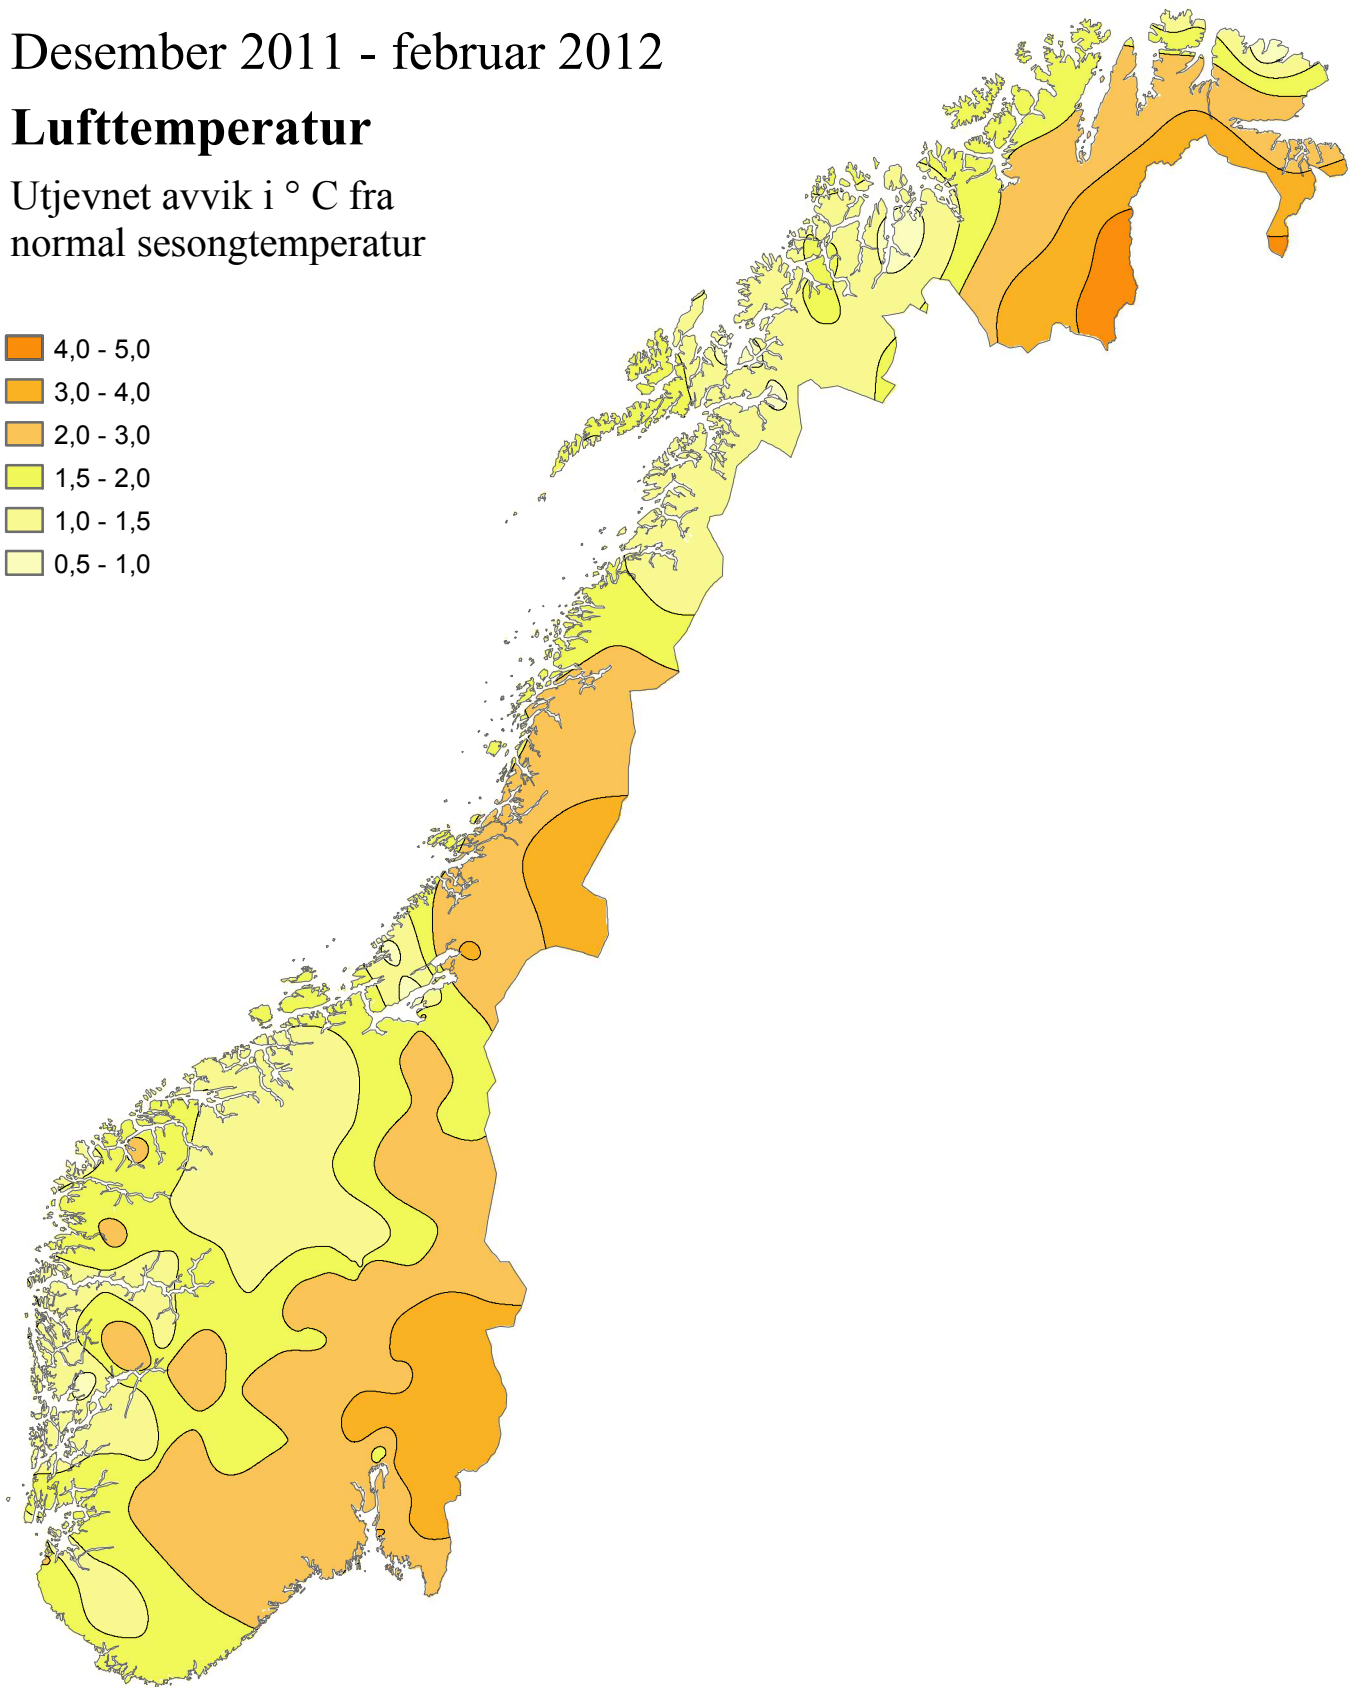 Desember 2011 - februar 2012
Lufttemperatur
Utjevnet avvik i ° C fra
normal sesongtemperatur
4,0 - 5,0
3,0 - 4,0
2,0 - 3,0
1,5 - 2,0
1,0 - 1,5
0,5 - 1,0